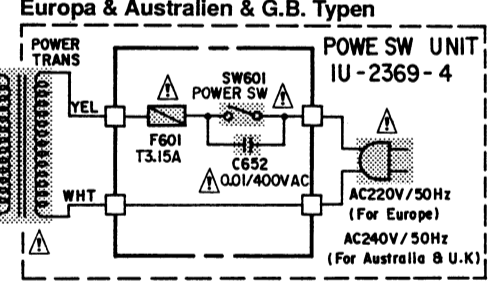 Europa & Australien & G.B. Typen
POWER
TRANS
POWE SW UNIT
1U-2369-4
SW601
POWER SW
YEL
F601
T3.15A
C652
0.01/400VAC
WHT
AC220V/50Hz
(For Europe)
AC240V/50Hz
(For Australia & U.K)